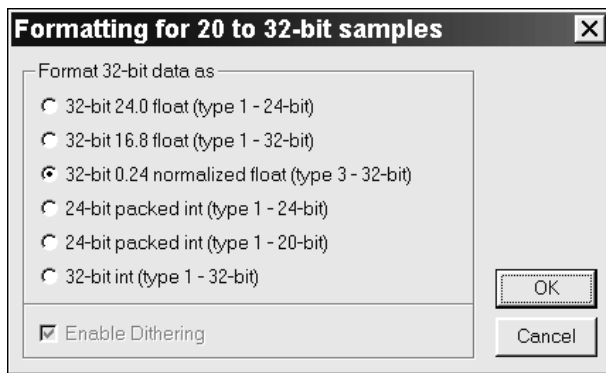 Formatting for 20 to 32-bit samples
Format 32-bit data as
32-bit 24.0 float (type 1 - 24-bit)
32-bit 16.8 float (type 1 - 32-bit)
32-bit 0.24 normalized float (type 3 - 32-bit)
24-bit packed int (type 1 - 24-bit)
24-bit packed int (type 1 - 20-bit)
32-bit int (type 1 - 32-bit)
Enable Dithering
OK
Cancel